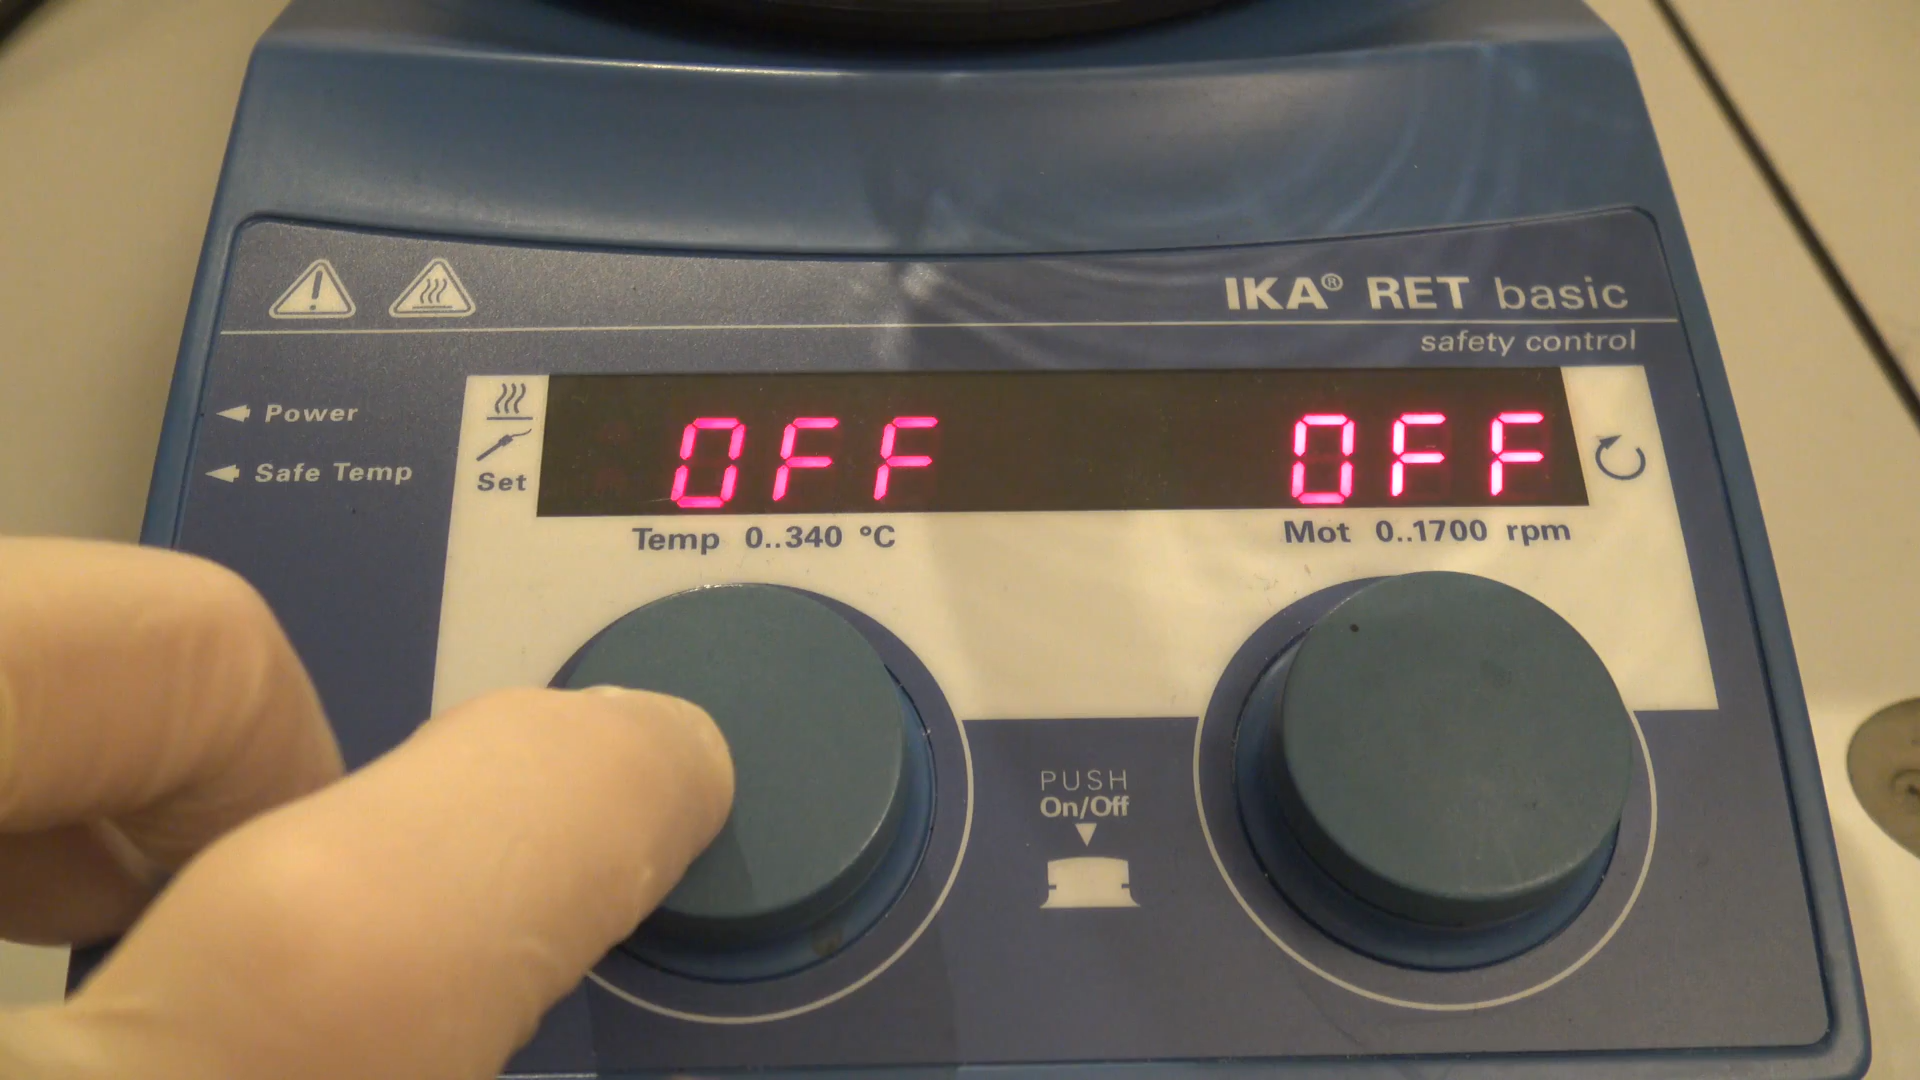 IKA® RET basic
safety control
Power
Safe Temp
Set
OFF OFF
Temp 0..340 °C
Mot 0..1700 rpm
PUSH
On/Off